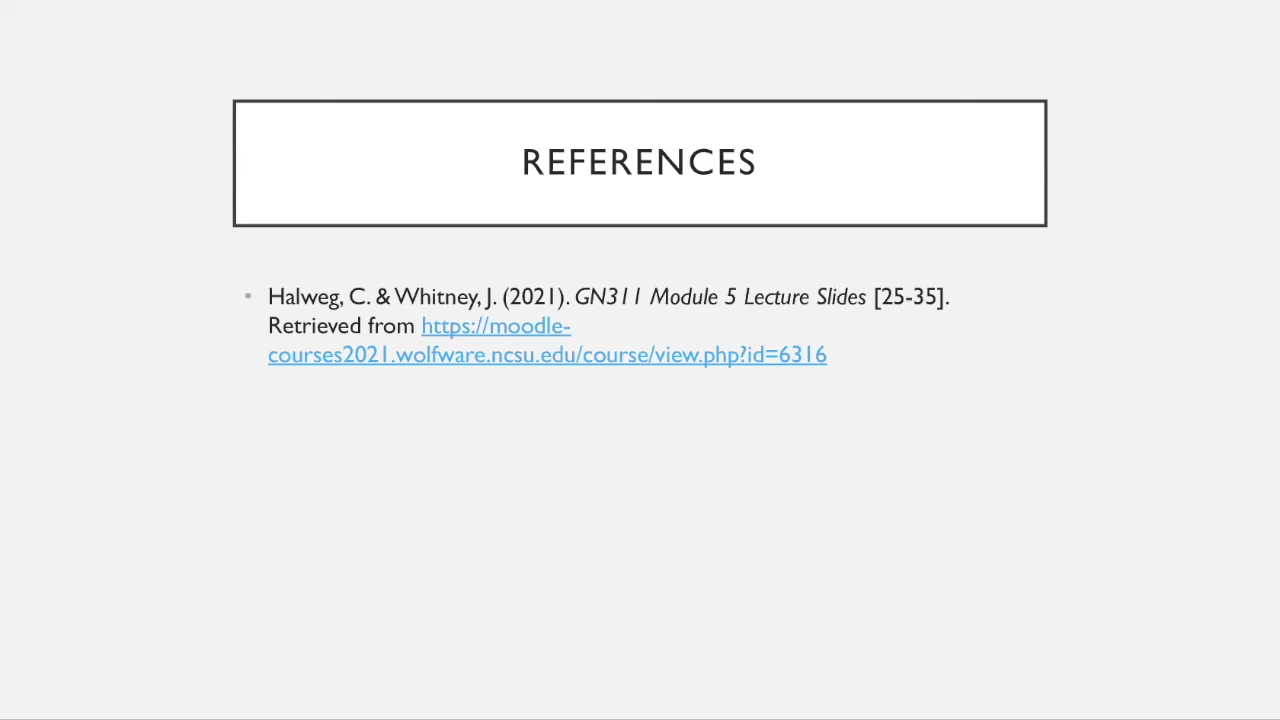 REFERENCES
• Halweg, C. & Whitney, J. (2021). GN311 Module 5 Lecture Slides [25-35].
Retrieved from https://moodle-
courses2021.wolfware.ncsu.edu/course/view.php?id=6316